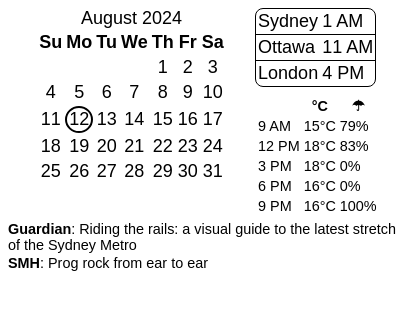 August 2024
Su Mo Tu We Th Fr Sa
1 2 3
4 5 6 7 8 9 10
11 12 13 14 15 16 17
18 19 20 21 22 23 24
25 26 27 28 29 30 31
Sydney 1 AM
Ottawa 11 AM
London 4 PM
°C ☂
9 AM 15°C 79%
12 PM 18°C 83%
3 PM 18°C 0%
6 PM 16°C 0%
9 PM 16°C 100%
Guardian: Riding the rails: a visual guide to the latest stretch
of the Sydney Metro
SMH: Prog rock from ear to ear